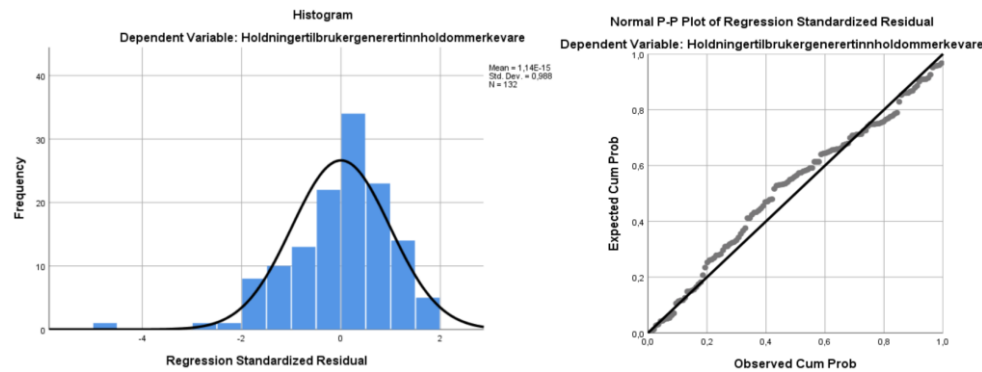 Histogram
Dependent Variable: Holdningertilbrukergenerertinnholdommerkevare
Mean = 1,14E-15
Std. Dev. = 0,988
N = 132
40
30
20
10
0
Frequency
-4
-2
0
2
Regression Standardized Residual
Normal P-P Plot of Regression Standardized Residual
Dependent Variable: Holdningertilbrukergenerertinnholdommerkevare
1,0
0,8
0,6
0,4
0,2
0,0
Expected Cum Prob
0,0
0,2
0,4
0,6
0,8
1,0
Observed Cum Prob